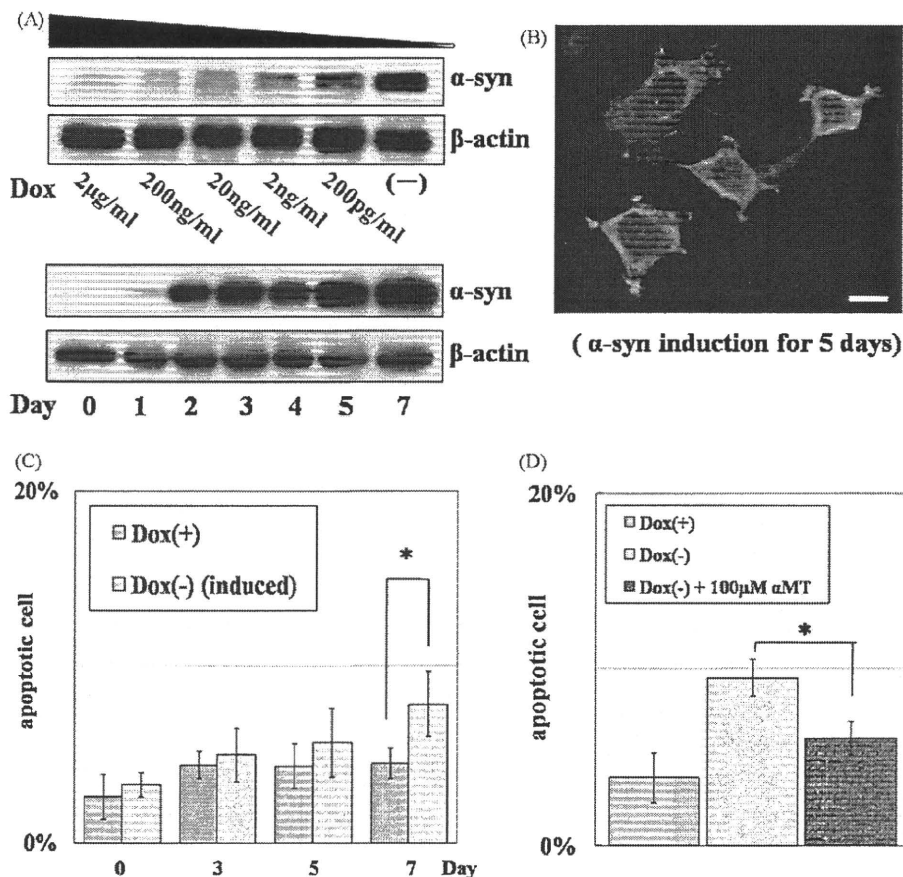 (A)
α-syn
β-actin
Dox 2μg/ml 200ng/ml 20ng/ml 2ng/ml 200pg/ml (—)
α-syn
β-actin
Day 0 1 2 3 4 5 7
(B)
( α-syn induction for 5 days)
(C)
20%
Dox(+)
Dox(-) (induced)
*
apoptotic cell
0%
0 3 5 7 Day
(D)
20%
Dox(+)
Dox(-)
Dox(-) + 100μM αMT
*
apoptotic cell
0%